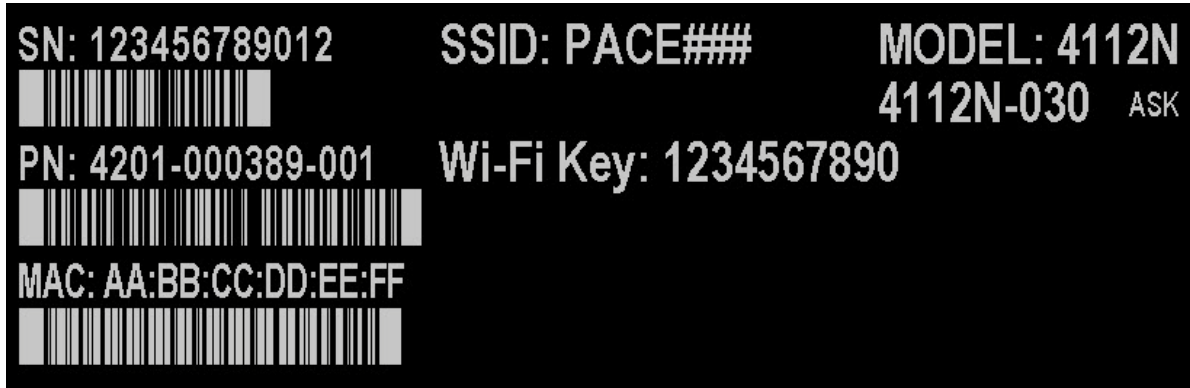 SN: 123456789012
PN: 4201-000389-001
MAC: AA:BB:CC:DD:EE:FF
SSID: PACE###
Wi-Fi Key: 1234567890
MODEL: 4112N
4112N-030 ASK